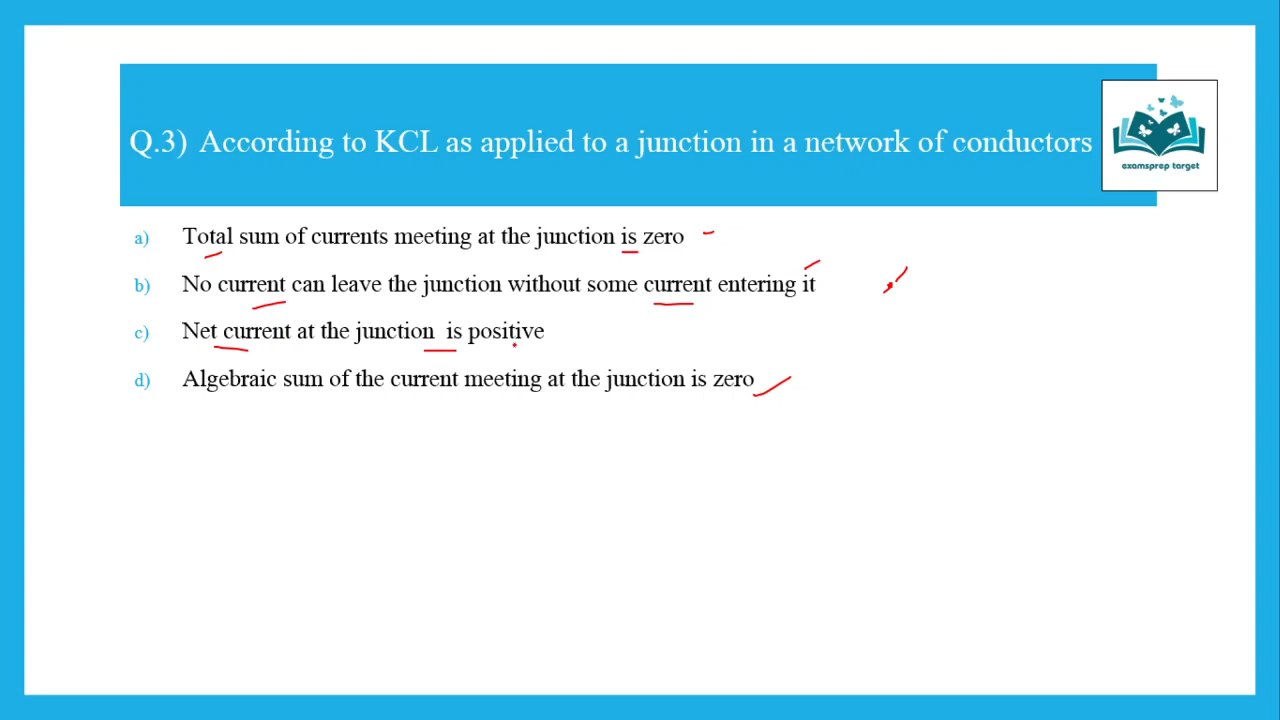 Q.3) According to KCL as applied to a junction in a network of conductors
examsprep target
a) Total sum of currents meeting at the junction is zero
b) No current can leave the junction without some current entering it
c) Net current at the junction is positive
d) Algebraic sum of the current meeting at the junction is zero